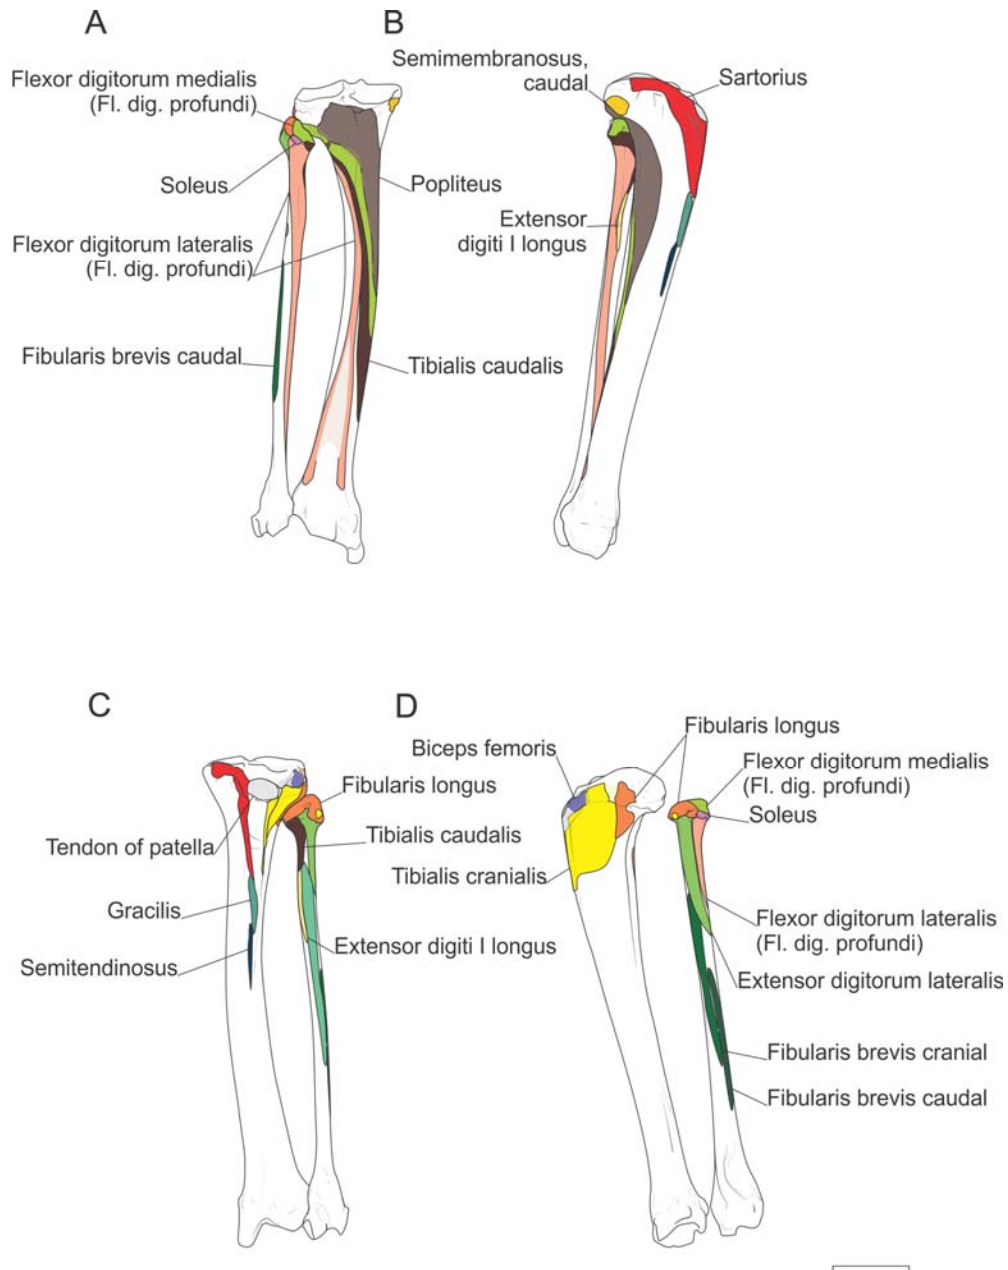 A
Flexor digitorum medialis
(Fl. dig. profundi)
Soleus
Flexor digitorum lateralis
(Fl. dig. profundi)
Fibularis brevis caudal
Popliteus
Tibialis caudalis
B
Semimembranosus,
caudal
Sartorius
Extensor
digiti I longus
C
Fibularis longus
Tendon of patella
Tibialis caudalis
Gracilis
Extensor digiti I longus
Semitendinosus
D
Fibularis longus
Biceps femoris
Flexor digitorum medialis
(Fl. dig. profundi)
Soleus
Tibialis cranialis
Flexor digitorum lateralis
(Fl. dig. profundi)
Extensor digitorum lateralis
Fibularis brevis cranial
Fibularis brevis caudal